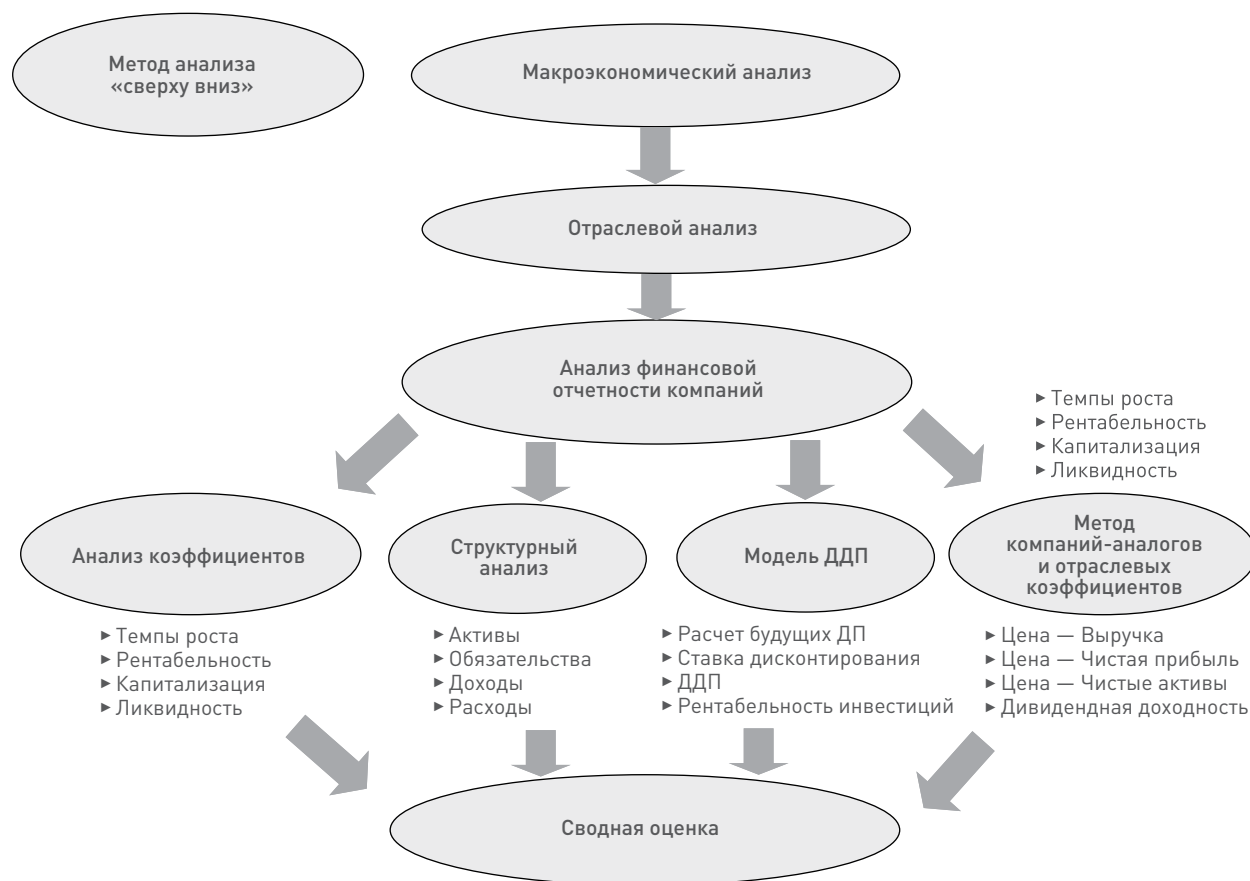 Метод анализа
«сверху вниз»
Макроэкономический анализ
Отраслевой анализ
Анализ финансовой
отчетности компаний
▸ Темпы роста
▸ Рентабельность
▸ Капитализация
▸ Ликвидность
Анализ коэффициентов
Структурный
анализ
Модель ДДП
Метод
компаний-аналогов
и отраслевых
коэффициентов
▸ Темпы роста
▸ Рентабельность
▸ Капитализация
▸ Ликвидность
▸ Активы
▸ Обязательства
▸ Доходы
▸ Расходы
▸ Расчет будущих ДП
▸ Ставка дисконтирования
▸ ДДП
▸ Рентабельность инвестиций
▸ Цена — Выручка
▸ Цена — Чистая прибыль
▸ Цена — Чистые активы
▸ Дивидендная доходность
Сводная оценка